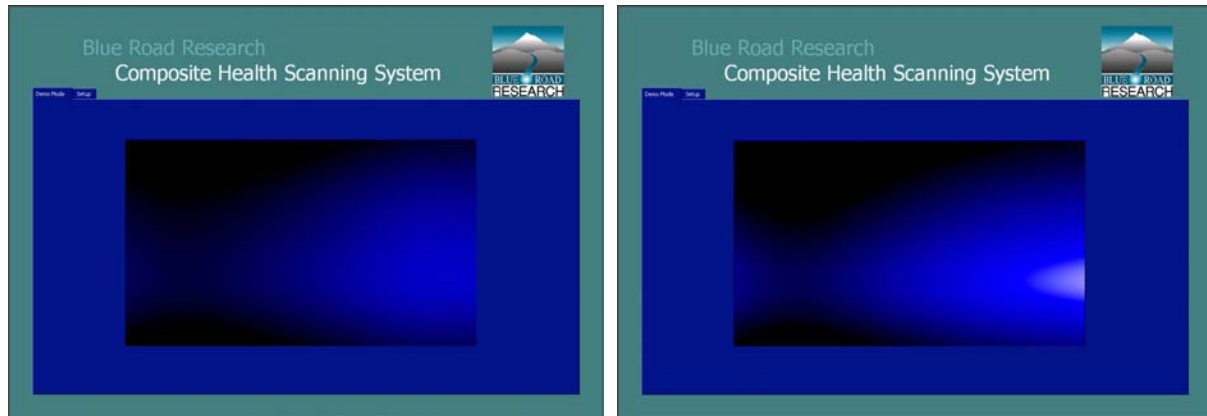 Blue Road Research
Composite Health Scanning System
BLUE ROAD
RESEARCH
Demo Mode Setup
Blue Road Research
Composite Health Scanning System
BLUE ROAD
RESEARCH
Demo Mode Setup